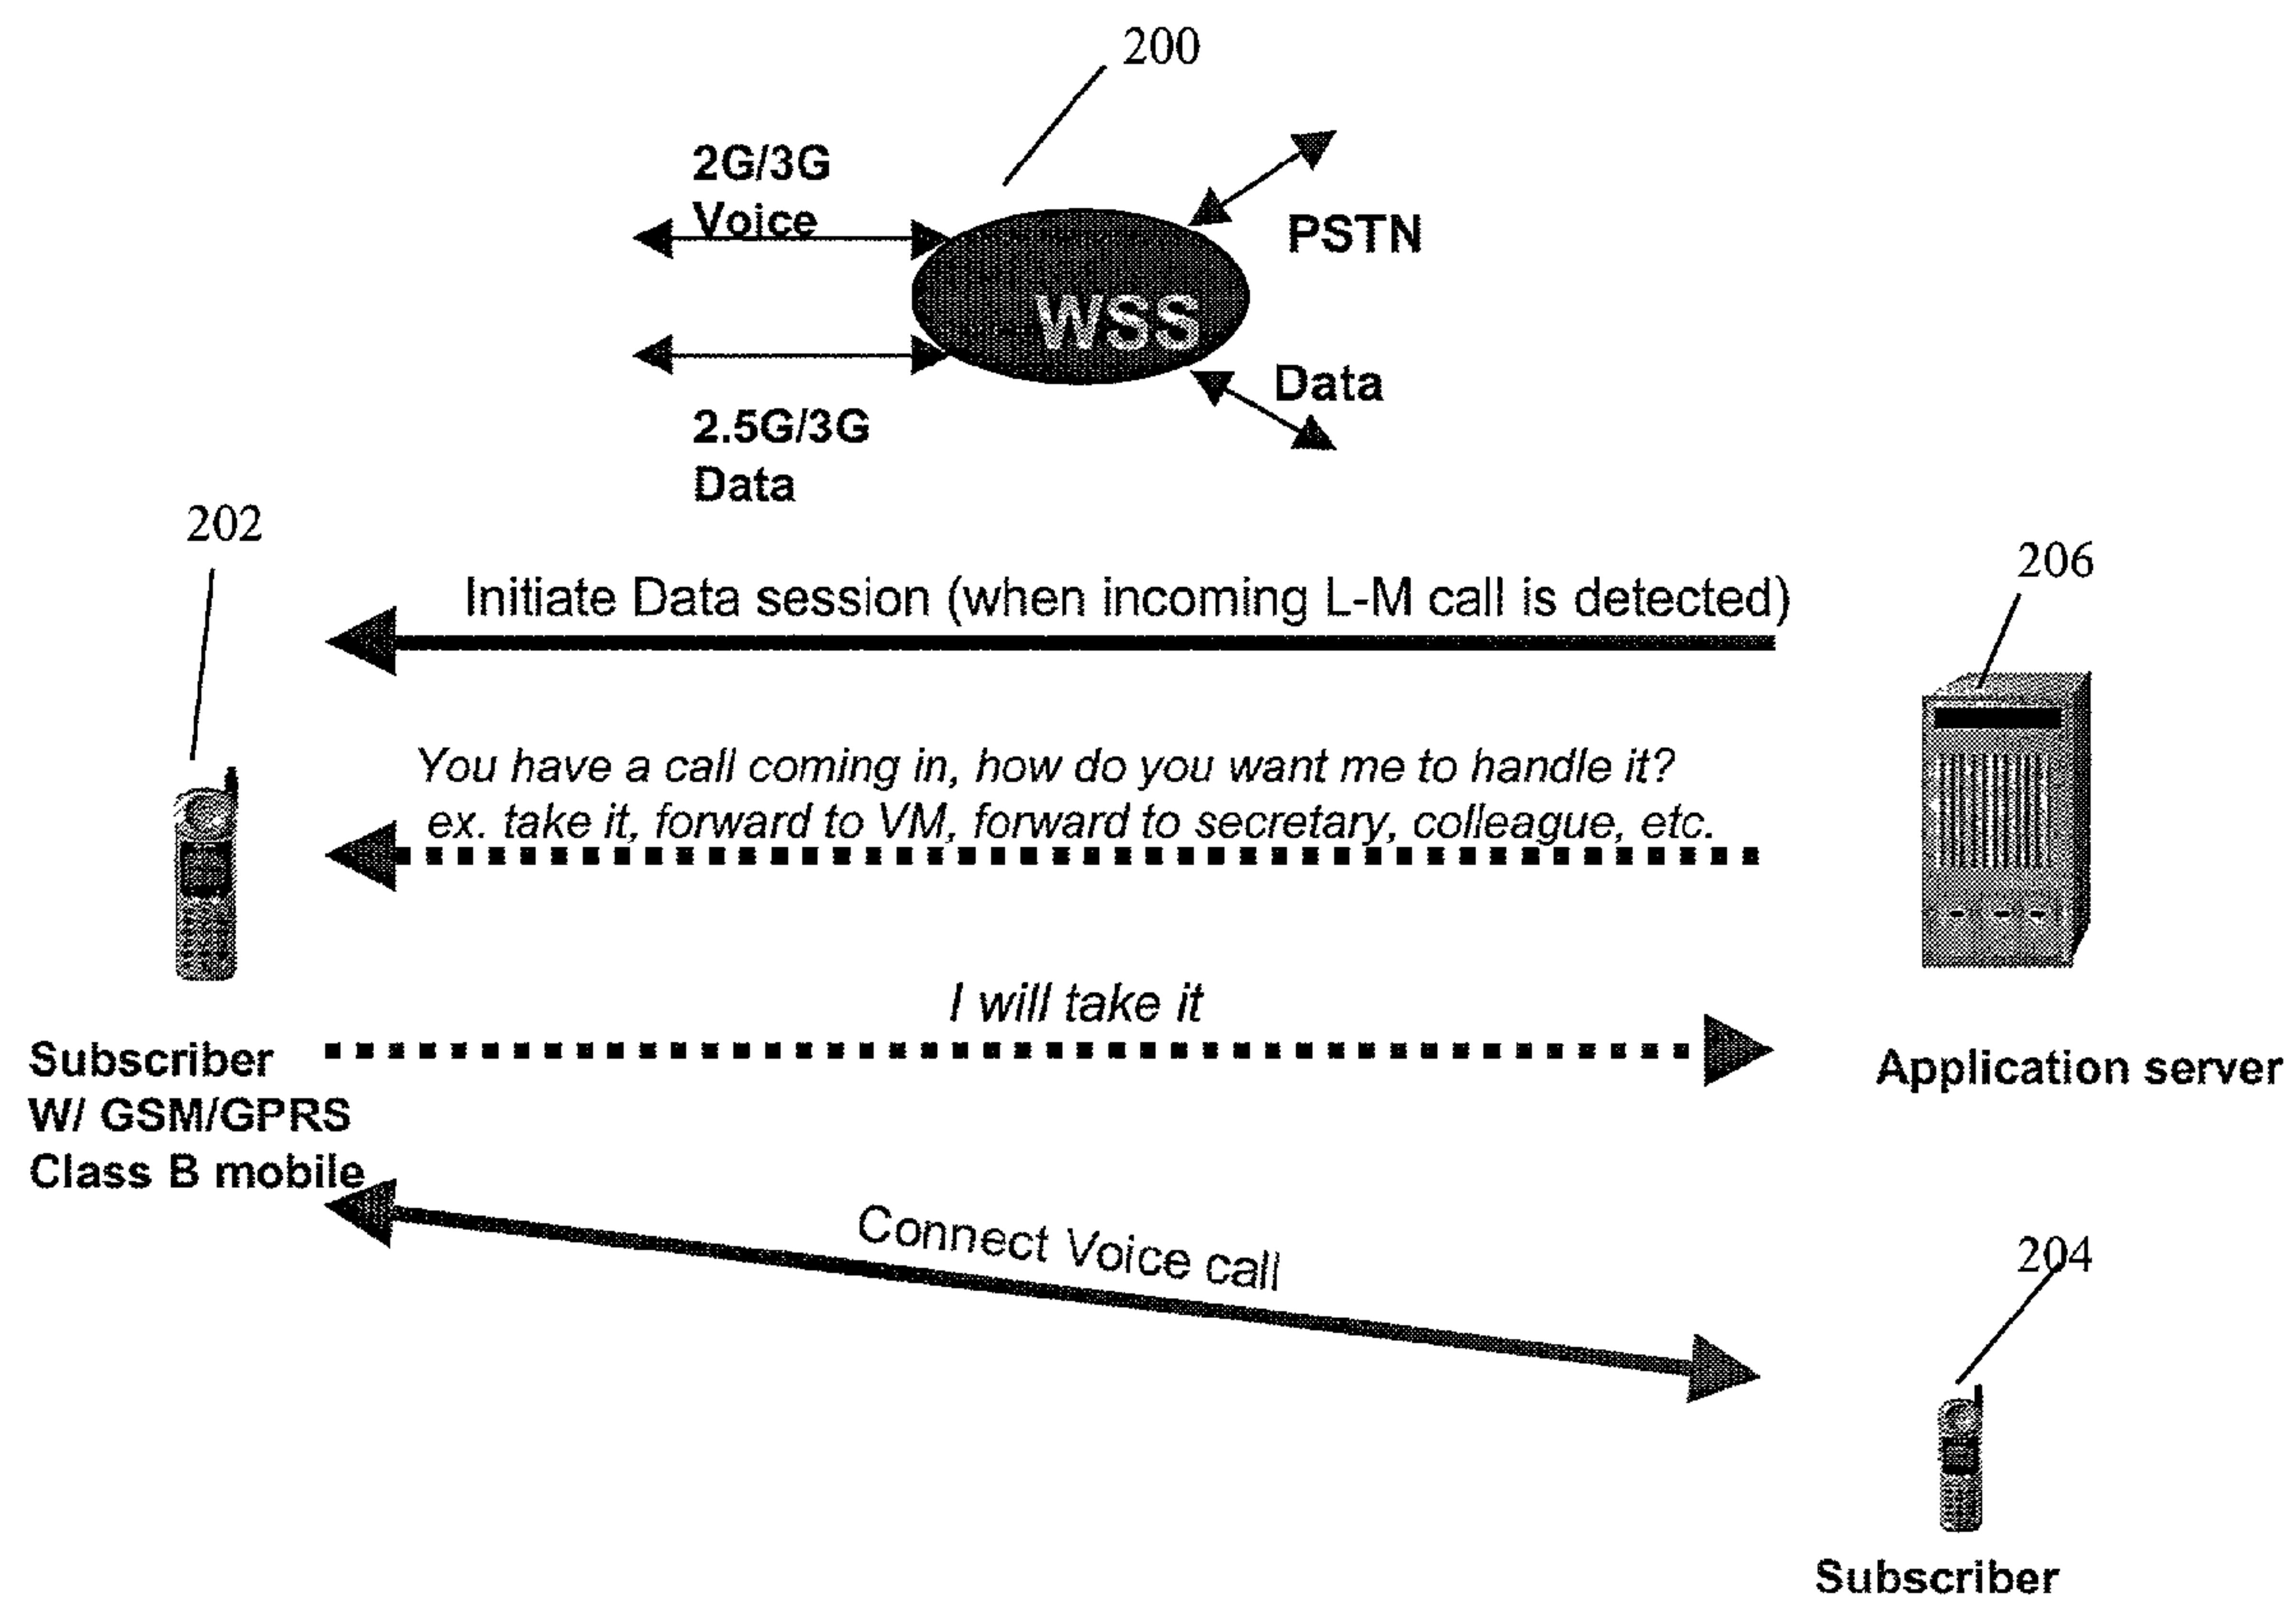 200
2G/3G
Voice
PSTN
WSS
Data
2.5G/3G
Data
202
206
Initiate Data session (when incoming L-M call is detected)
You have a call coming in, how do you want me to handle it?
ex. take it, forward to VM, forward to secretary, colleague, etc.
I will take it
Subscriber
W/ GSM/GPRS
Class B mobile
Application server
Connect Voice call
204
Subscriber